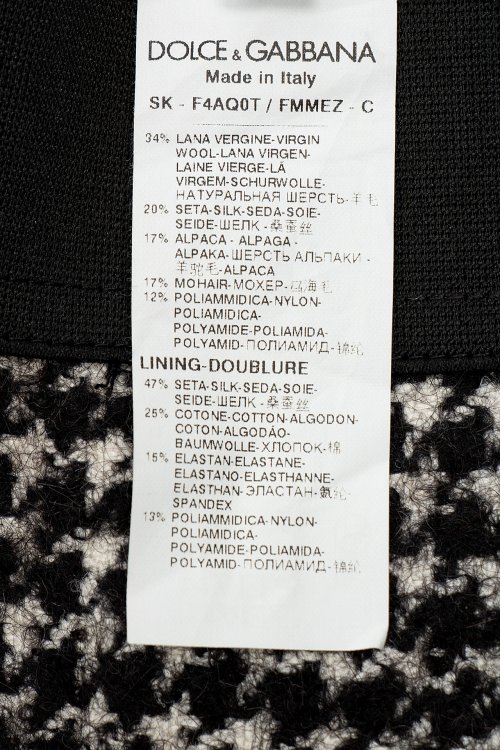 DOLCE & GABBANA
Made in Italy
SK - F4AQ0T / FMMEZ - C
34% LANA VERGINE-VIRGIN
WOOL-LANA VIRGEN-
LAINE VIERGE-LÃ
VIRGEM-SCHURWOLLE-
НАТУРАЛЬНАЯ ШЕРСТЬ-羊毛
20% SETA-SILK-SEDA-SOIE-
SEIDE-ШЕЛК-桑蚕丝
17% ALPACA - ALPAGA -
ALPAKA-ШЕРСТЬ АЛЬПАКИ -
羊驼毛-ALPACA
17% MOHAIR-МОХЕР-马海毛
12% POLIAMMIDICA-NYLON-
POLIAMIDICA-
POLYAMIDE-POLIAMIDA-
POLYAMID-ПОЛИАМИД-锦纶
LINING-DOUBLURE
47% SETA-SILK-SEDA-SOIE-
SEIDE-ШЕЛК-桑蚕丝
25% COTONE-COTTON-ALGODON-
COTON-ALGODÃO-
BAUMWOLLE-ХЛОПОК-棉
15% ELASTAN-ELASTANE-
ELASTANO-ELASTHANNE-
ELASTHAN-ЭЛАСТАН-氨纶-
SPANDEX
13% POLIAMMIDICA-NYLON-
POLIAMIDICA-
POLYAMIDE-POLIAMIDA-
POLYAMID-ПОЛИАМИД-锦纶